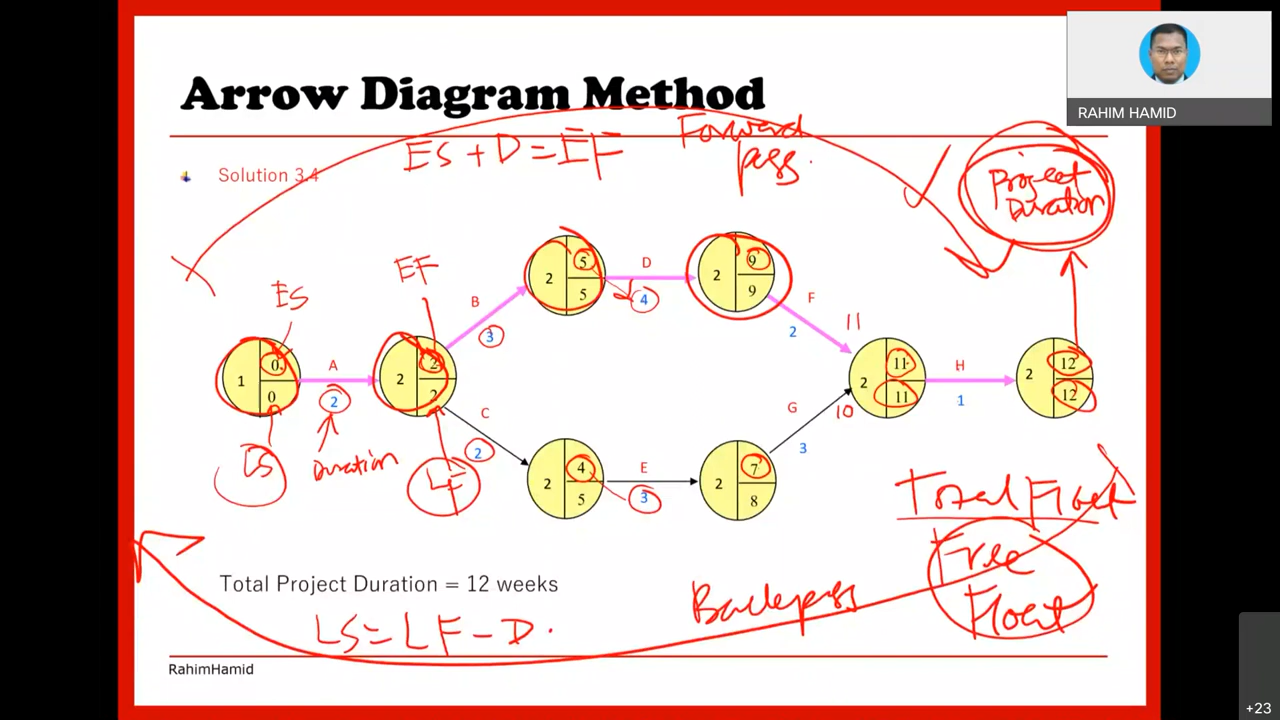 Arrow Diagram Method
RAHIM HAMID
Solution 3.4
ES + D = EF
Forward
pass.
Project
Duration
ES
EF
B
3
D
4
F
2
11
2
5
5
2
9
9
1
0
0
A
2
2
2
2
2
11
11
H
1
2
12
12
Duration
LF
C
2
G
3
10
2
4
5
E
3
2
7
8
Total Float
Free
Float
Total Project Duration = 12 weeks
Backpass
LS = LF - D.
RahimHamid
+23